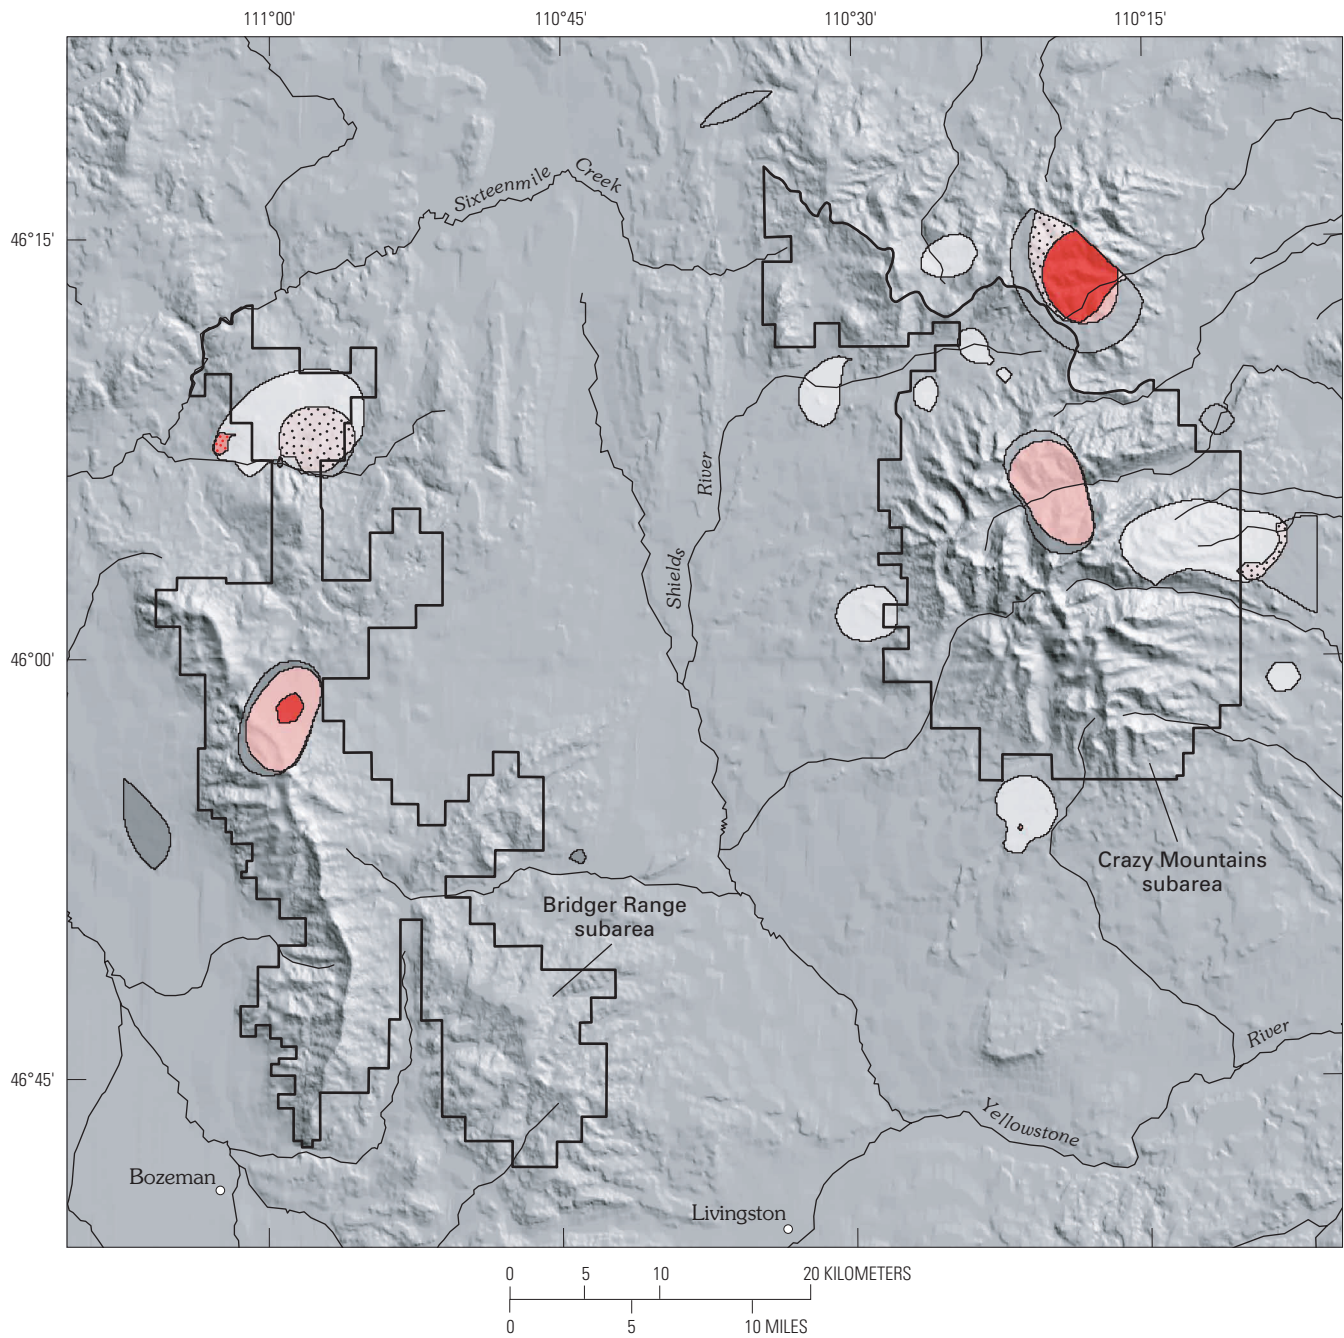 111°00'
110°45'
110°30'
110°15'
Sixteenmile Creek
46°15'
River
Shields
46°00'
Crazy Mountains
subarea
Bridger Range
subarea
River
46°45'
Yellowstone
Bozeman
Livingston
0 5 10 20 KILOMETERS
0 5 10 MILES